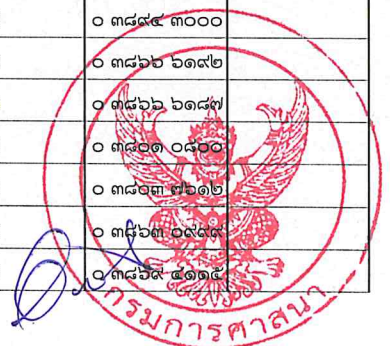 ๐ ๓๘๙๔ ๓๐๐๐
๐ ๓๘๖๖ ๖๑๙๒
๐ ๓๘๖๖ ๖๑๘๗
๐ ๓๘๐๑ ๐๘๐๐
๐ ๓๘๐๓ ๗๖๑๒
๐ ๓๘๖๓ ๐๙๙๙
๐ ๓๘๖๙ ๔๑๑๕
กรมการศาสนา